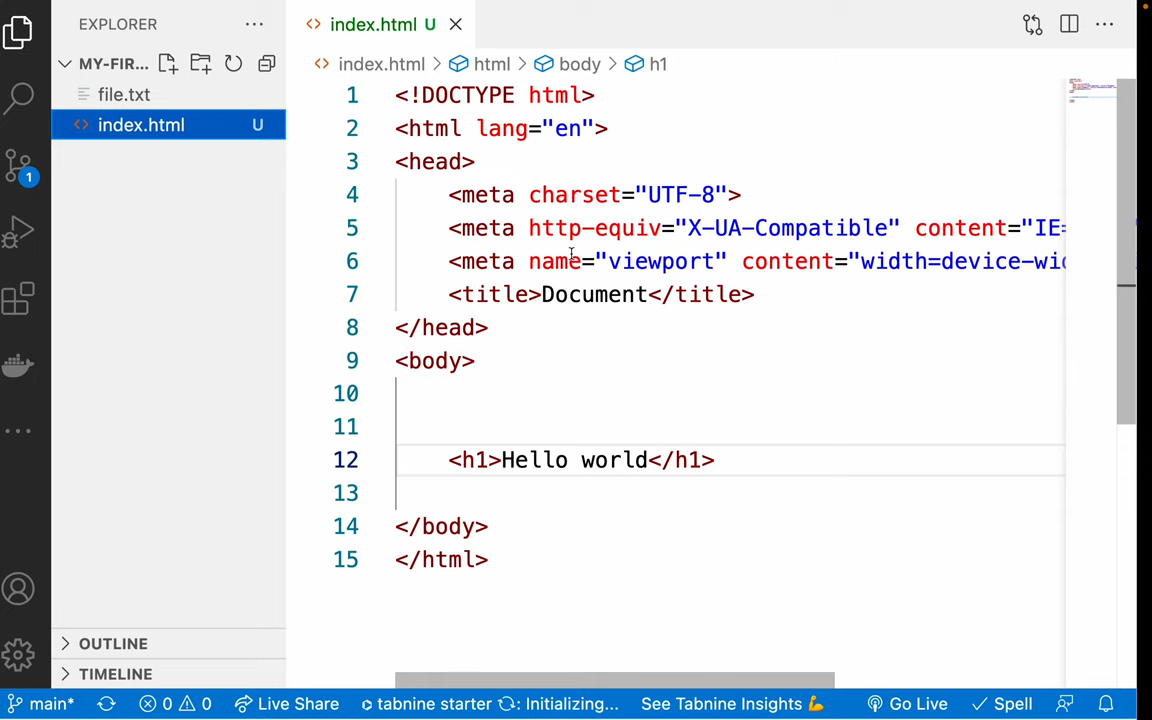 EXPLORER
index.html U
MY-FIR...
index.html
html
body
h1
file.txt
index.html U
1
1 <!DOCTYPE html>
2 <html lang="en">
3 <head>
4 <meta charset="UTF-8">
5 <meta http-equiv="X-UA-Compatible" content="IE=
6 <meta name="viewport" content="width=device-wid
7 <title>Document</title>
8 </head>
9 <body>
10
11
12 <h1>Hello world</h1>
13
14 </body>
15 </html>
OUTLINE
TIMELINE
main* 0 0 Live Share tabnine starter : Initializing... See Tabnine Insights 💪 Go Live Spell